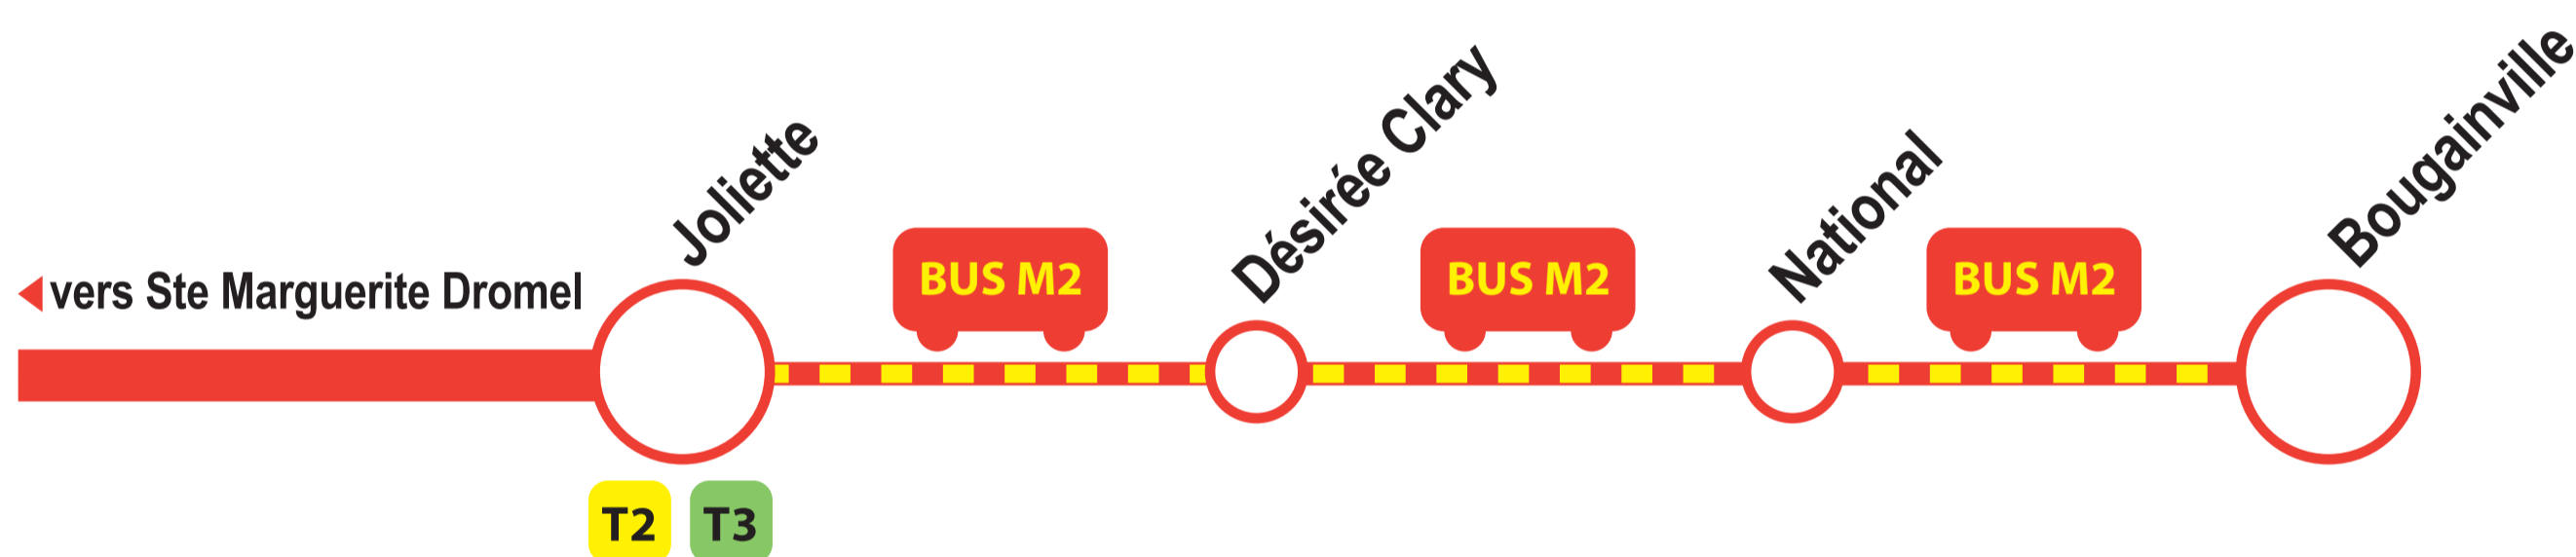 vers Ste Marguerite Dromel
Joliette
BUS M2
Désirée Clary
BUS M2
National
BUS M2
Bougainville
T2
T3